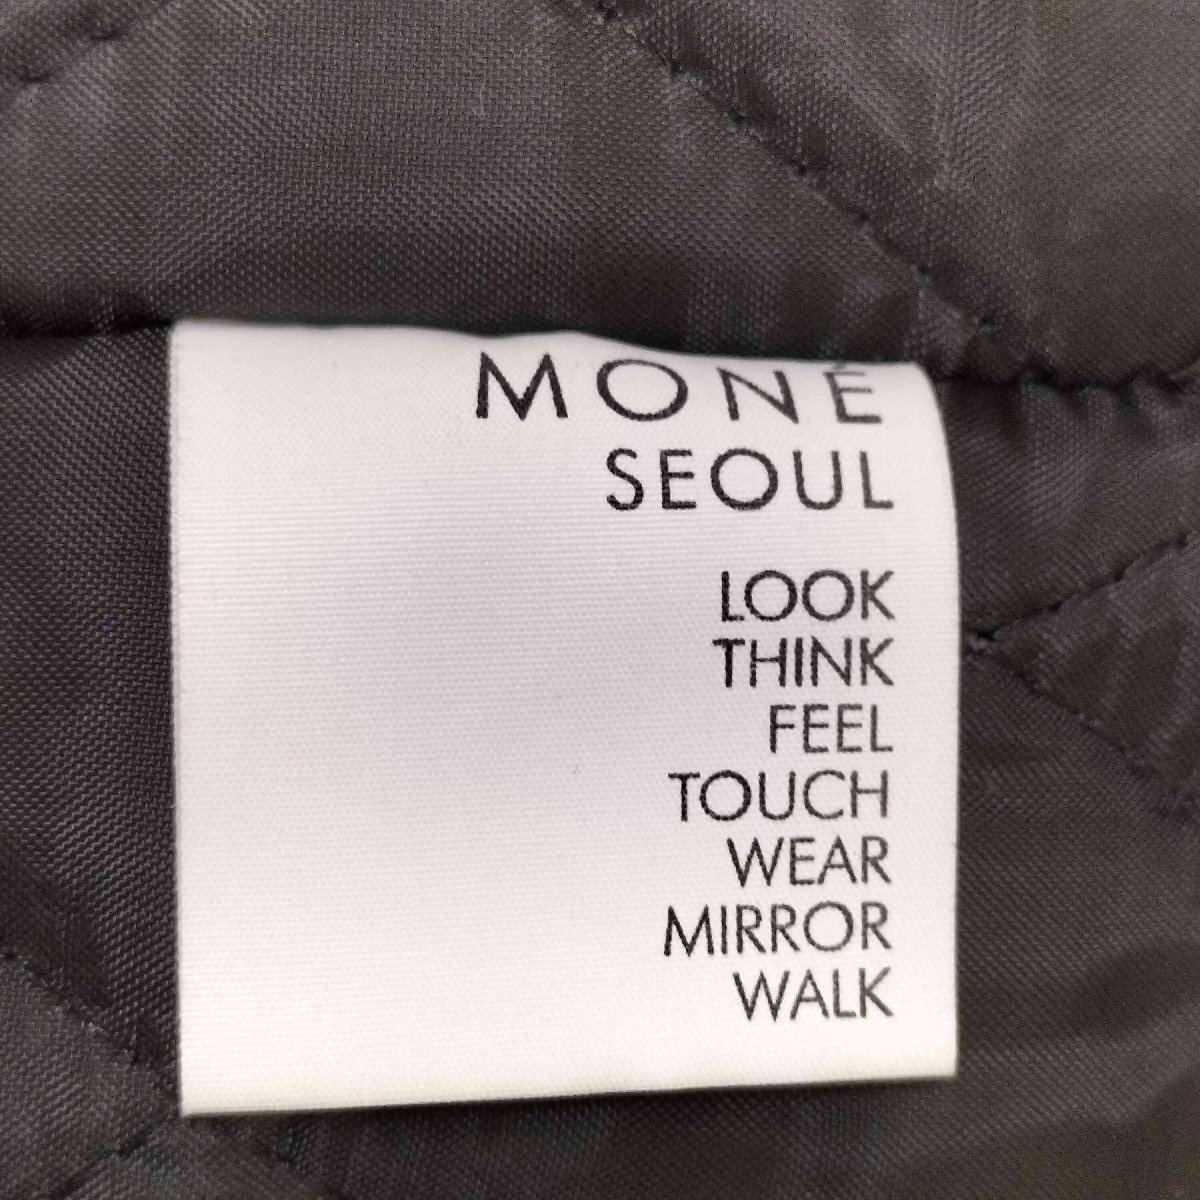 MONÉ
SEOUL
LOOK
THINK
FEEL
TOUCH
WEAR
MIRROR
WALK